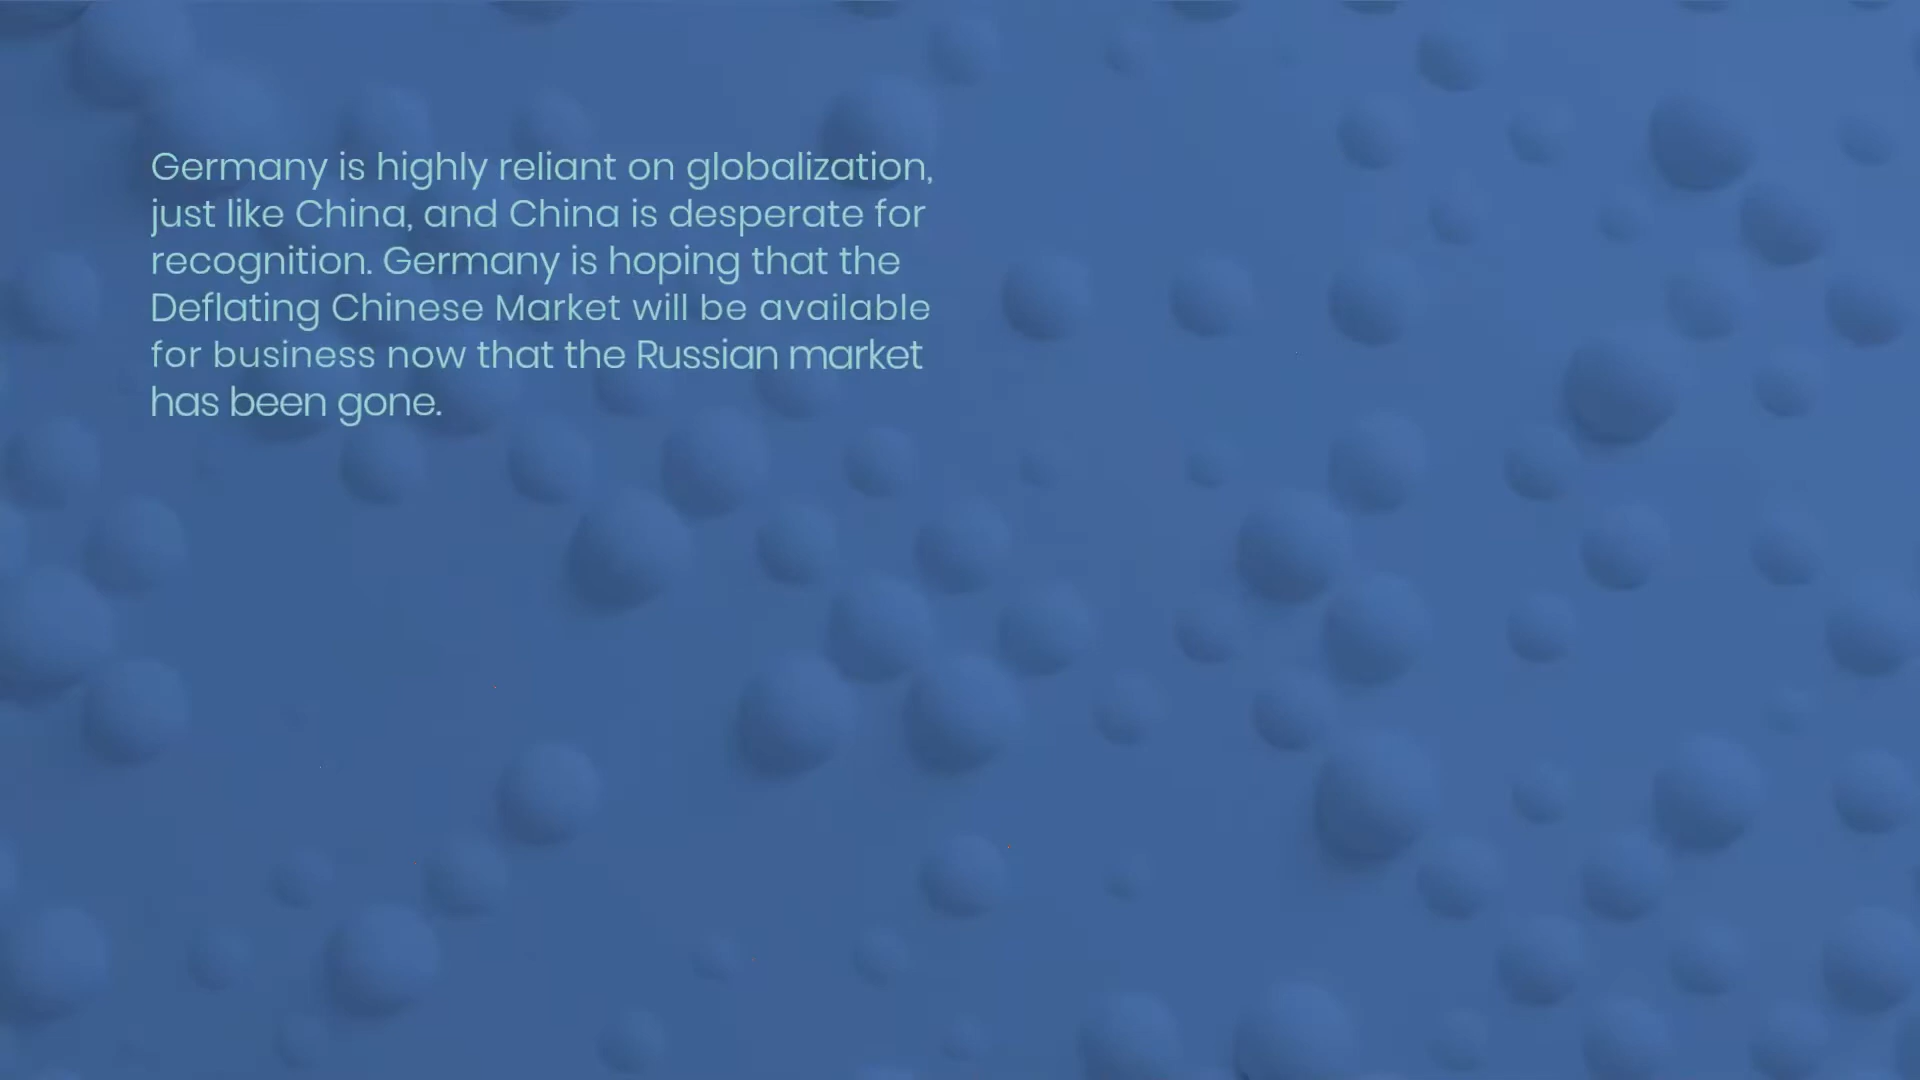 Germany is highly reliant on globalization,
just like China, and China is desperate for
recognition. Germany is hoping that the
Deflating Chinese Market will be available
for business now that the Russian market
has been gone.